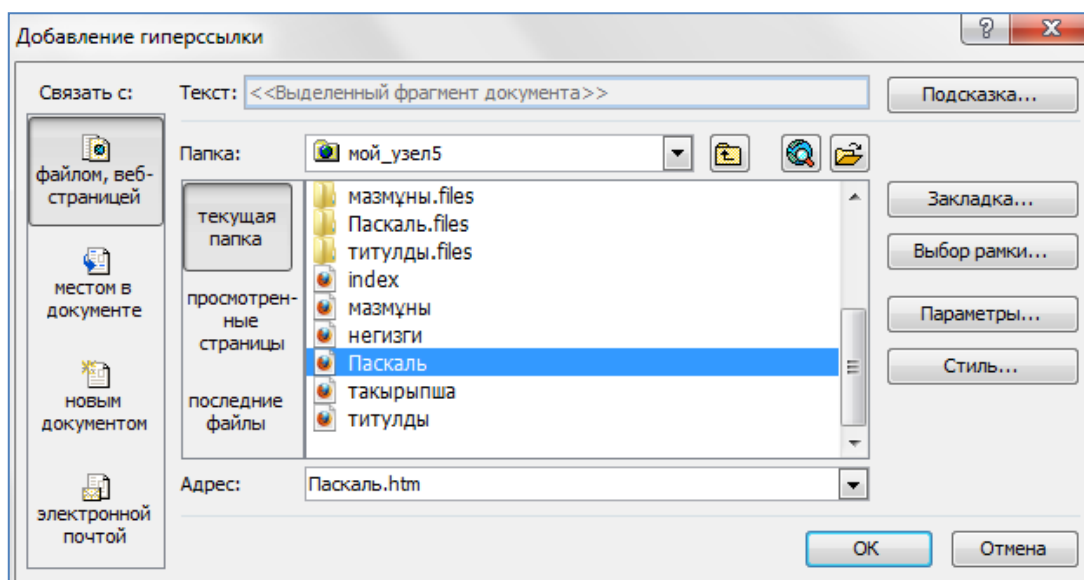 Добавление гиперссылки
Связать с:
Текст: <<Выделенный фрагмент документа>>
Подсказка...
файлом, веб-
страницей
Папка:
мой_узел5
текущая
папка
просмотрен-
ные
страницы
последние
файлы
мазмұны.files
Паскаль.files
титулды.files
index
мазмұны
негизги
Паскаль
такырыпша
титулды
Закладка...
Выбор рамки...
Параметры...
Стиль...
местом в
документе
новым
документом
электронной
почтой
Адрес:
Паскаль.htm
ОК
Отмена